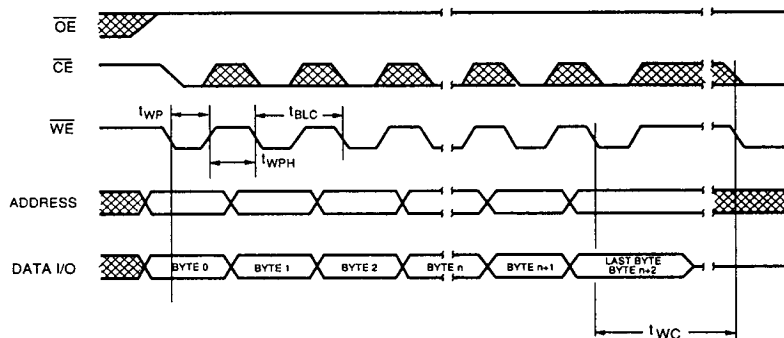 OE
CE
tWP
tBLC
WE
tWPH
ADDRESS
DATA I/O
BYTE 0
BYTE 1
BYTE 2
BYTE n
BYTE n+1
LAST BYTE
BYTE n+2
tWC